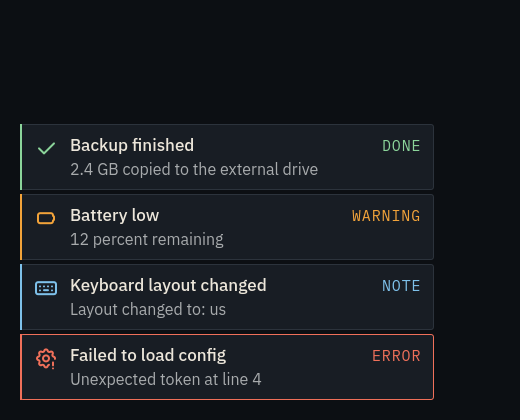 Backup finished DONE
2.4 GB copied to the external drive
Battery low WARNING
12 percent remaining
Keyboard layout changed NOTE
Layout changed to: us
Failed to load config ERROR
Unexpected token at line 4